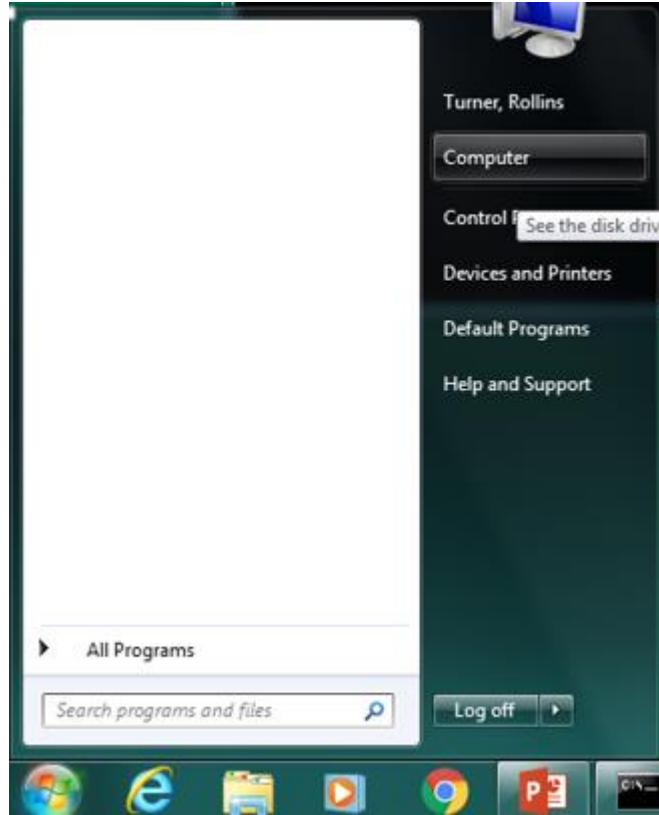 Turner, Rollins
Computer
Control
See the disk driv
Devices and Printers
Default Programs
Help and Support
All Programs
Search programs and files
Log off